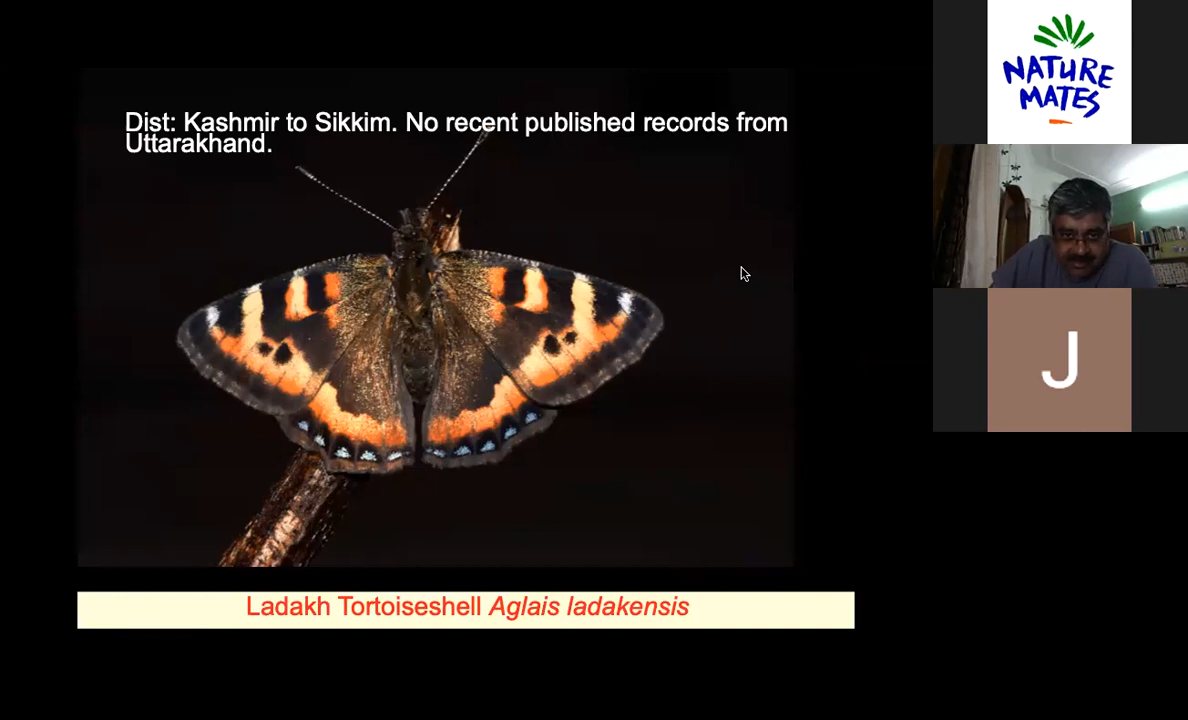 Dist: Kashmir to Sikkim. No recent published records from
Uttarakhand.
NATURE
MATES
J
Ladakh Tortoiseshell Aglais ladakensis